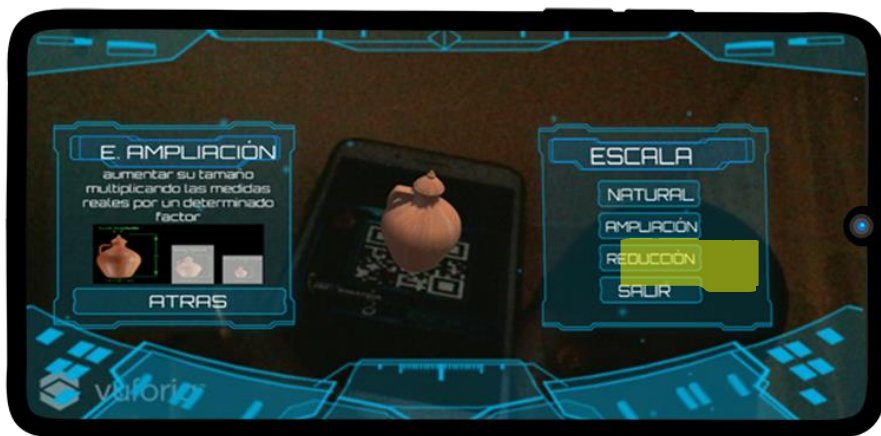 E. AMPLIACIÓN
aumentar su tamaño
multiplicando las medidas
reales por un determinado
factor
ATRAS
ESCALA
NATURAL
AMPLIACIÓN
REDUCCIÓN
SALIR
vuforia